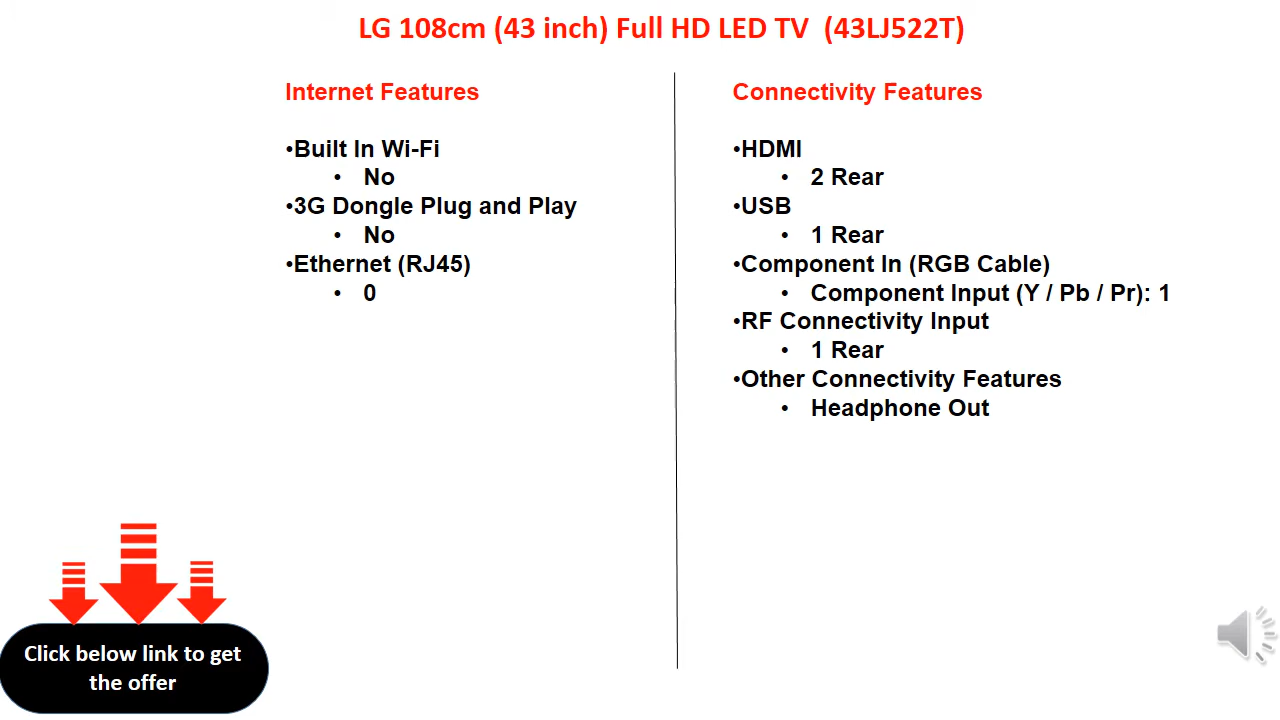 LG 108cm (43 inch) Full HD LED TV (43LJ522T)
Internet Features
•Built In Wi-Fi
• No
•3G Dongle Plug and Play
• No
•Ethernet (RJ45)
• 0
Connectivity Features
•HDMI
• 2 Rear
•USB
• 1 Rear
•Component In (RGB Cable)
• Component Input (Y / Pb / Pr): 1
•RF Connectivity Input
• 1 Rear
•Other Connectivity Features
• Headphone Out
Click below link to get
the offer